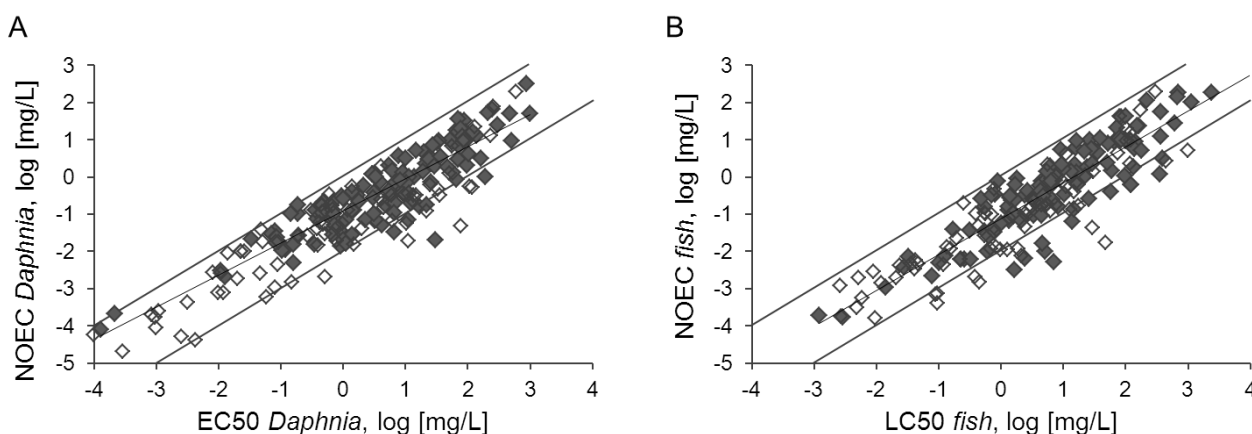 A
NOEC Daphnia, log [mg/L]
3
2
1
0
-1
-2
-3
-4
-5
-4 -3 -2 -1 0 1 2 3 4
EC50 Daphnia, log [mg/L]
B
NOEC fish, log [mg/L]
3
2
1
0
-1
-2
-3
-4
-5
-4 -3 -2 -1 0 1 2 3 4
LC50 fish, log [mg/L]